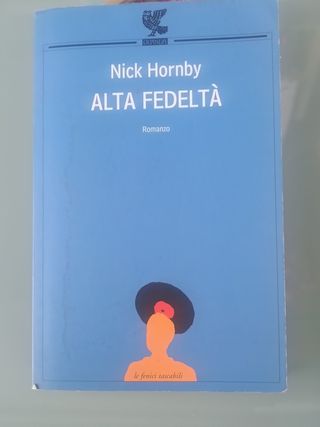 Nick Hornby
ALTA FEDELTÀ
Romanzo
le fenici tascabili